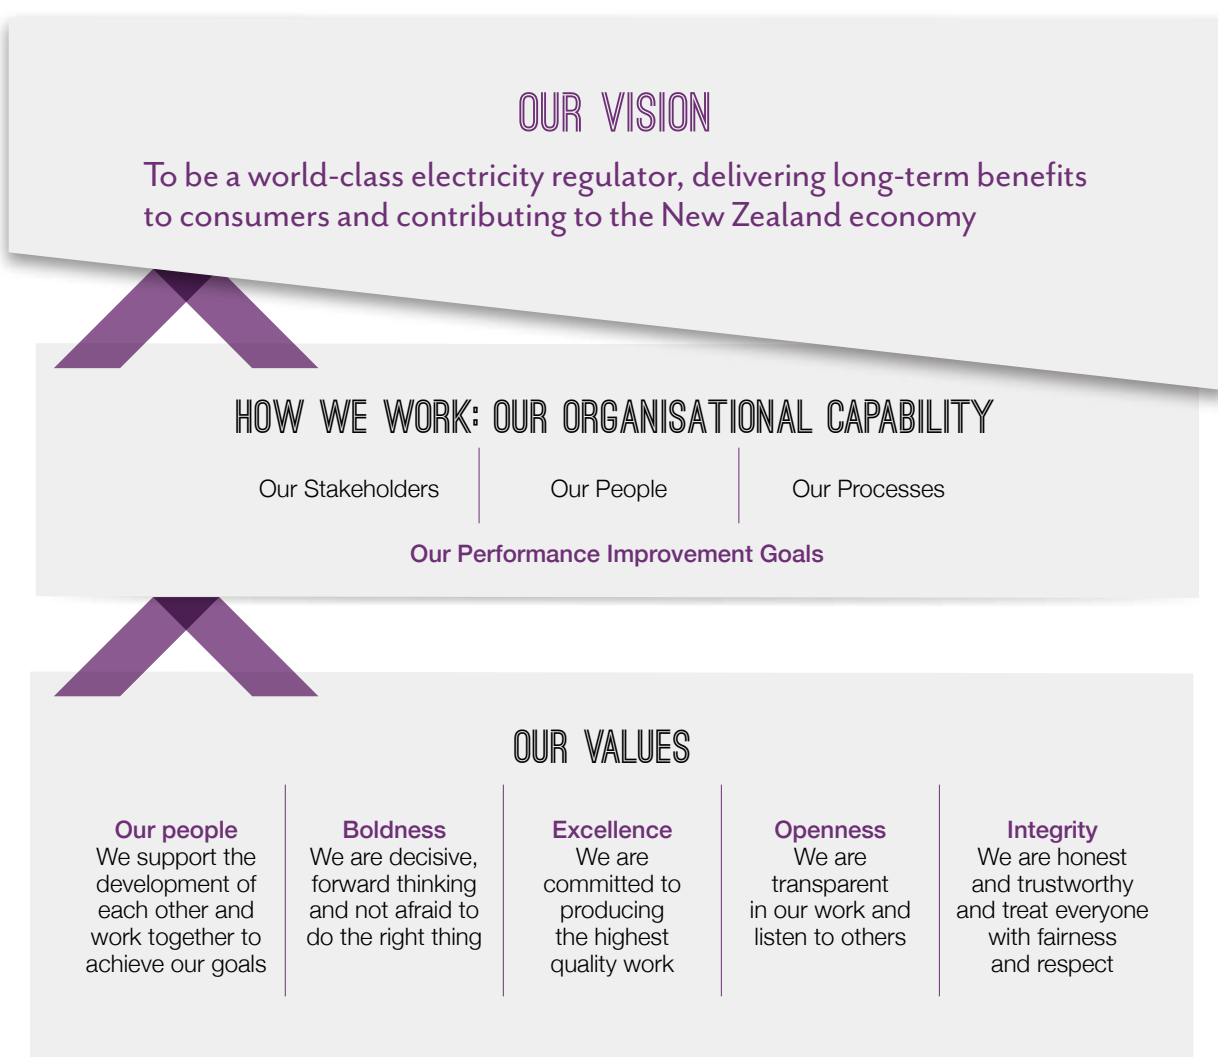 OUR VISION
To be a world-class electricity regulator, delivering long-term benefits
to consumers and contributing to the New Zealand economy
HOW WE WORK: OUR ORGANISATIONAL CAPABILITY
Our Stakeholders
Our People
Our Processes
Our Performance Improvement Goals
OUR VALUES
Our people
We support the
development of
each other and
work together to
achieve our goals
Boldness
We are decisive,
forward thinking
and not afraid to
do the right thing
Excellence
We are
committed to
producing
the highest
quality work
Openness
We are
transparent
in our work and
listen to others
Integrity
We are honest
and trustworthy
and treat everyone
with fairness
and respect